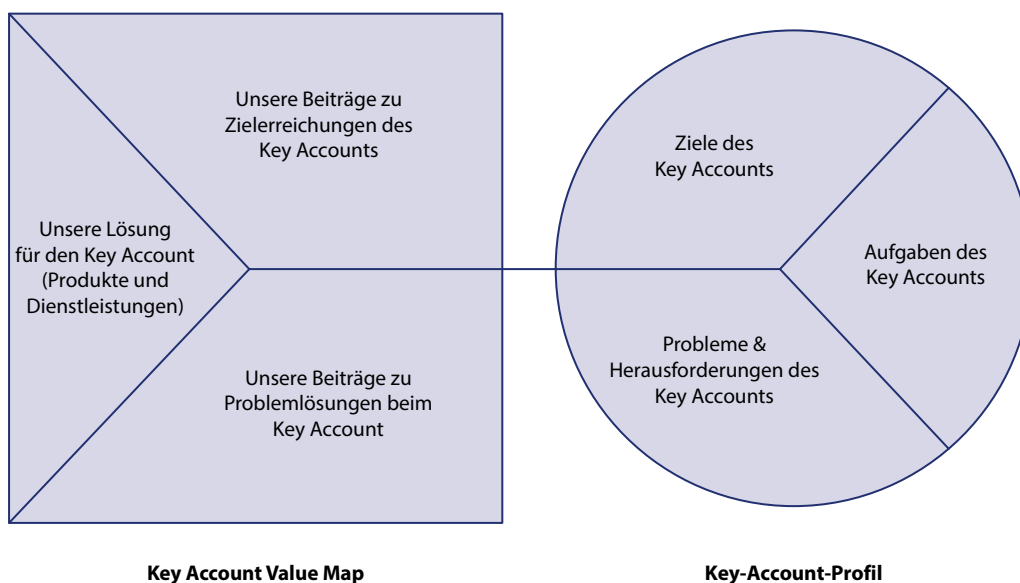 Unsere Beiträge zu
Zielerreichungen des
Key Accounts
Unsere Lösung
für den Key Account
(Produkte und
Dienstleistungen)
Unsere Beiträge zu
Problemlösungen beim
Key Account
Ziele des
Key Accounts
Aufgaben des
Key Accounts
Probleme &
Herausforderungen des
Key Accounts
Key Account Value Map
Key-Account-Profil